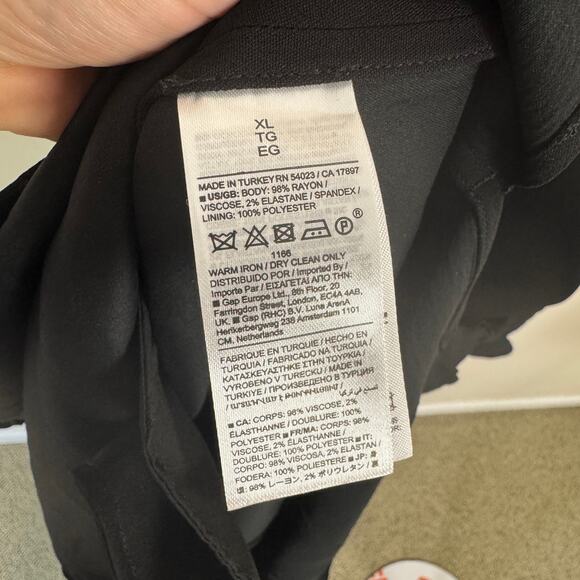 XL
TG
EG
MADE IN TURKEY RN 54023 / CA 17897
■ US/GB: BODY: 98% RAYON /
VISCOSE, 2% ELASTANE / SPANDEX /
LINING: 100% POLYESTER
P ®
1166
WARM IRON / DRY CLEAN ONLY
DISTRIBUIDO POR / Imported By /
Importe Par / ΕΙΣΑΓΕΤΑΙ ΑΠΟ ΤΗΝ /
■ Gap Europe Ltd., 8th Floor, 20
Farringdon Street, London, EC4A 4AB,
UK. ■ Gap (RHC) B.V. Luna ArenA
Herikerbergweg 238 Amsterdam 1101
CM, Netherlands
FABRIQUE EN TURQUIE / HECHO EN
TURQUIA / FABRICADO NA TURQUIA /
ΚΑΤΑΣΚΕΥΑΣΤΗΚΕ ΣΤΗΝ ΤΟΥΡΚΙΑ /
VYROBENO V TURECKU / MADE IN
TURKIYE / ПРОИЗВЕДЕНО В ТУРЦИЯ
■ CA: CORPS: 98% VISCOSE, 2%
ÉLASTHANNE / DOUBLURE: 100%
POLYESTER ■ FR/MA: CORPS: 98%
VISCOSE, 2% ÉLASTHANNE /
DOUBLURE: 100% POLYESTER ■ IT:
CORPO: 98% VISCOSA, 2% ELASTAN /
FODERA: 100% POLIESTERE ■ JP: 身
頃: 98% レーヨン, 2% ポリウレタン / 裏